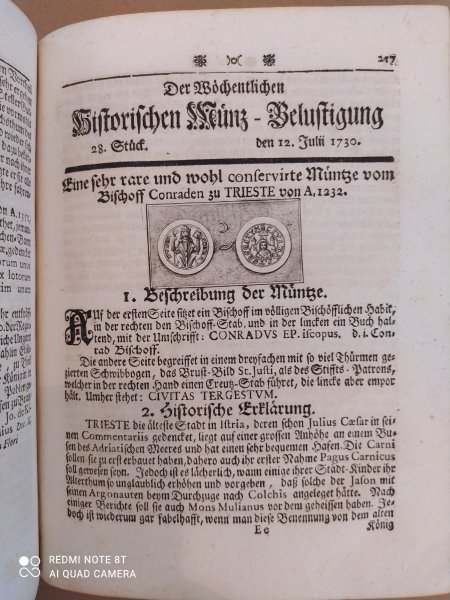 217
Der Wöchentlichen
Historischen Münz-Belustigung
28. Stück. den 12. Julii 1730.
Eine sehr rare und wohl conservirte Müntze vom
Bischoff Conraden zu TRIESTE von A. 1232.
1. Beschreibung der Müntze.
AUf der ersten Seite sitzet ein Bischoff im völligen Bischöfflichen Habit,
in der rechten den Bischoff-Stab, und in der lincken ein Buch hal-
tend, mit der Umschrifft: CONRADVS EP. iscopus. d. i. Con-
rad Bischoff.
Die andere Seite begreiffet in einem dreyfachen mit so viel Thürmen ge-
zierten Schwibbogen, das Brust-Bild St. Justi, als des Stiffts-Patrons,
welcher in der rechten Hand einen Creutz-Stab führet, die lincke aber empor
hält. Umher stehet: CIVITAS TERGESTVM.
2. Historische Erklärung.
TRIESTE die älteste Stadt in Istria, deren schon Julius Cæsar in sei-
nen Commentariis gedencket, liegt auf einer grossen Anhöhe an einem Bu-
sen des Adriatischen Meeres und hat einen sehr bequemen Hafen. Die Carni
sollen sie zu erst erbauet haben, dahero auch ihr erster Nahme Pagus Carnicus
soll gewesen seyn. Jedoch ist es lächerlich, wann einige ihrer Stadt-Kinder ihr
Alterthum so unglaublich erhöhen und vorgeben, daß solche der Jason mit
seinen Argonauten beym Durchzuge nach Colchis angeleget hätte. Nach
einiger Berichte soll sie auch Mons Mulianus vor dem geheissen haben. Je-
doch ist wiederum gar fabelhafft, wenn man diese Benennung von dem alten
Ee König
REDMI NOTE 8T
AI QUAD CAMERA